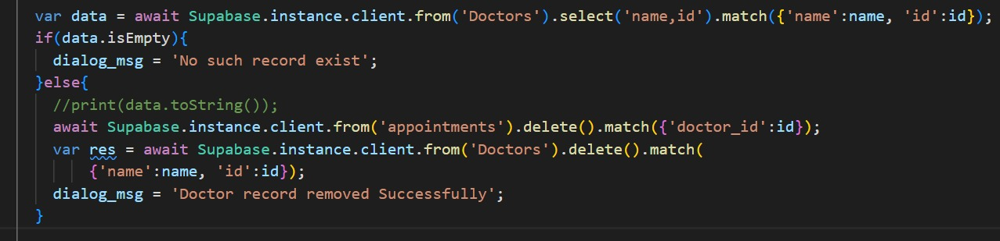 var data = await Supabase.instance.client.from('Doctors').select('name,id').match({'name':name, 'id':id});
if(data.isEmpty){
dialog_msg = 'No such record exist';
}else{
//print(data.toString());
await Supabase.instance.client.from('appointments').delete().match({'doctor_id':id});
var res = await Supabase.instance.client.from('Doctors').delete().match(
{'name':name, 'id':id});
dialog_msg = 'Doctor record removed Successfully';
}